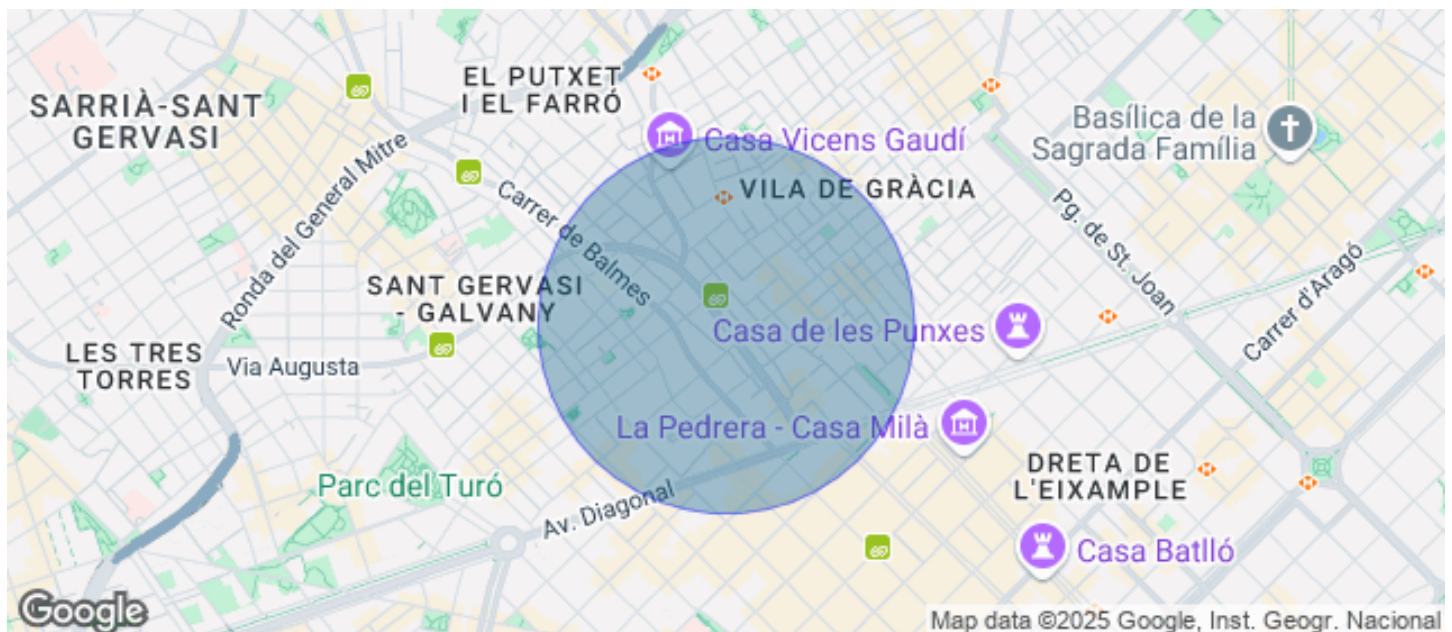 EL PUTXET
I EL FARRÓ
SARRIÀ-SANT
GERVASI
Basílica de la
Sagrada Família
Casa Vicens Gaudí
VILA DE GRÀCIA
Ronda del General Mitre
Carrer de Balmes
Pg. de St. Joan
Carrer d'Aragó
SANT GERVASI
- GALVANY
Casa de les Punxes
LES TRES
TORRES
Via Augusta
La Pedrera - Casa Milà
DRETA DE
L'EIXAMPLE
Parc del Turó
Av. Diagonal
Casa Batlló
Google
Map data ©2025 Google, Inst. Geogr. Nacional